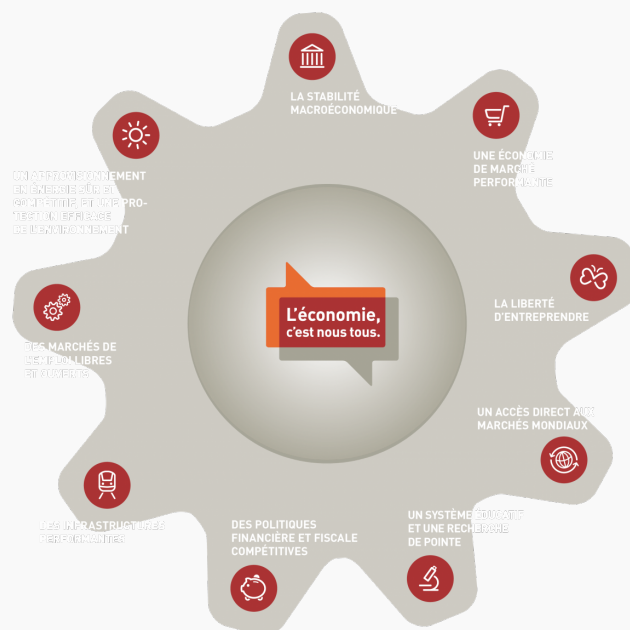 LA STABILITÉ
MACROÉCONOMIQUE
UNE ÉCONOMIE
DE MARCHÉ
PERFORMANTE
LA LIBERTÉ
D'ENTREPRENDRE
UN ACCÈS DIRECT AUX
MARCHÉS MONDIAUX
UN SYSTÈME ÉDUCATIF
ET UNE RECHERCHE
DE POINTE
DES POLITIQUES
FINANCIÈRE ET FISCALE
COMPÉTITIVES
LES INFRASTRUCTURES
PERFORMANTES
DES MARCHÉS DE
L'EMPLOI LIBRES
ET OUVERTS
UN APPROVISIONNEMENT
EN ÉNERGIE SÛR ET
COMPÉTITIF, ET UNE PRO-
TECTION EFFICACE
DE L'ENVIRONNEMENT
L'économie,
c'est nous tous.